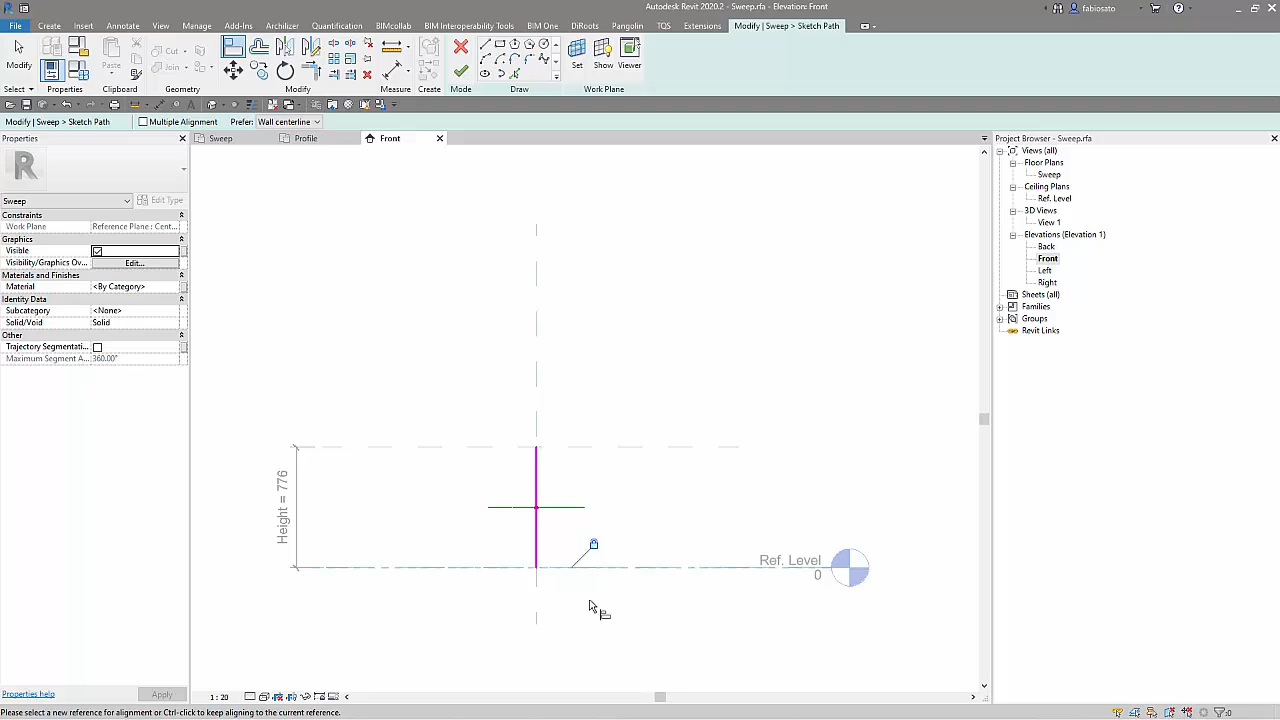 Autodesk Revit 2020.2 - Sweep.rfa - Elevation: Front
fabiosato
File
Create
Insert
Annotate
View
Manage
Add-Ins
Archilizer
Quantification
BIMcollab
BIM Interoperability Tools
BIM One
DiRoots
Pangolin
TQS
Extensions
Modify | Sweep > Sketch Path
Modify
Cut
Join
Paste
Set
Show
Viewer
Select
Properties
Clipboard
Geometry
Modify
Measure
Create
Mode
Draw
Work Plane
Modify | Sweep > Sketch Path
Multiple Alignment
Prefer:
Wall centerline
Properties
Sweep
Edit Type
Constraints
Work Plane
Reference Plane : Cent...
Graphics
Visible
Visibility/Graphics Ov...
Edit...
Materials and Finishes
Material
<By Category>
Identity Data
Subcategory
<None>
Solid/Void
Solid
Other
Trajectory Segmentati...
Maximum Segment A...
360.00°
Properties help
Apply
Sweep
Profile
Front
Height = 776
Ref. Level
0
1 : 20
Project Browser - Sweep.rfa
Views (all)
Floor Plans
Sweep
Ceiling Plans
Ref. Level
3D Views
View 1
Elevations (Elevation 1)
Back
Front
Left
Right
Sheets (all)
Families
Groups
Revit Links
Please select a new reference for alignment or Ctrl-click to keep aligning to the current reference.
:0